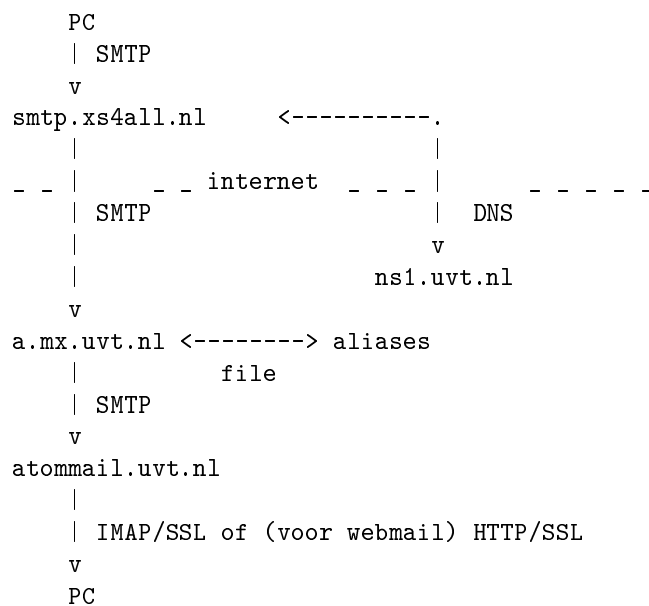 PC
| SMTP
v
smtp.xs4all.nl <----------.
| |
_ _ | _ _ internet _ _ _ | _ _ _ _ _
| SMTP | DNS
| v
| ns1.uvt.nl
v
a.mx.uvt.nl <--------> aliases
| file
| SMTP
v
atommail.uvt.nl
|
| IMAP/SSL of (voor webmail) HTTP/SSL
v
PC